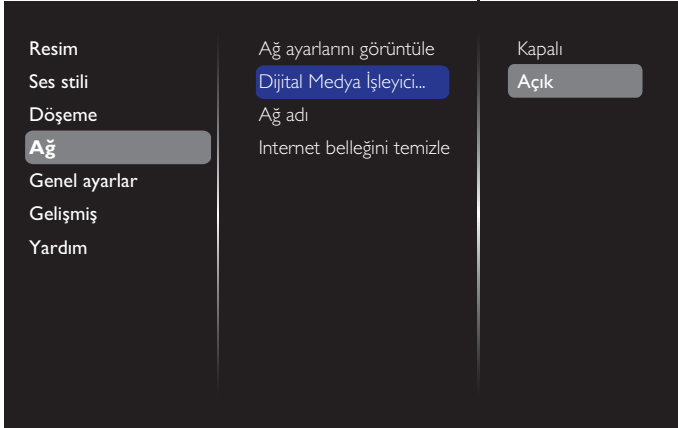 Resim
Ses stili
Döşeme
Ağ
Genel ayarlar
Gelişmiş
Yardım
Ağ ayarlarını görüntüle
Dijital Medya İşleyici...
Ağ adı
Internet belleğini temizle
Kapalı
Açık